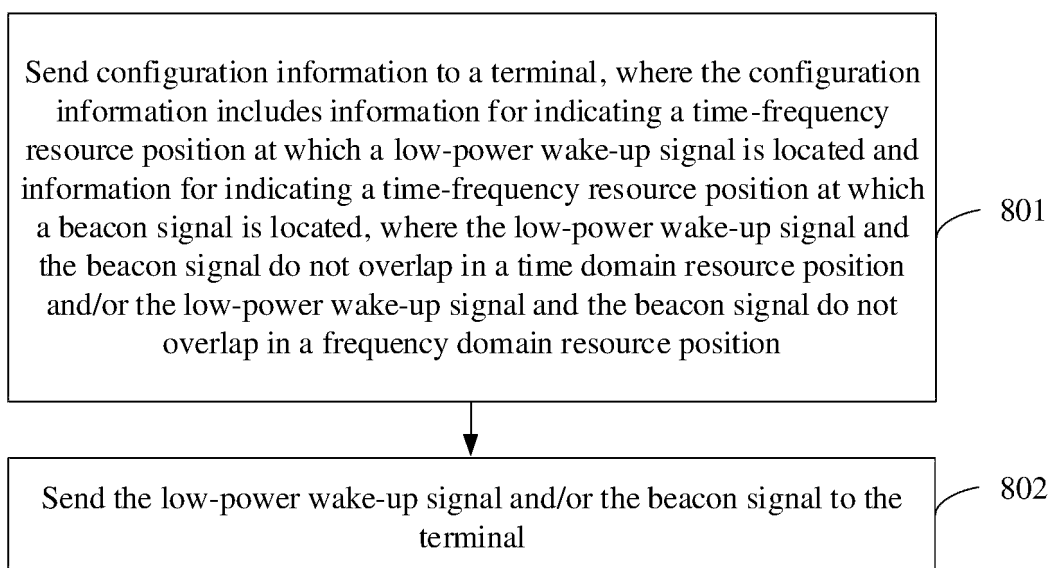 Send configuration information to a terminal, where the configuration
information includes information for indicating a time-frequency
resource position at which a low-power wake-up signal is located and
information for indicating a time-frequency resource position at which
a beacon signal is located, where the low-power wake-up signal and
the beacon signal do not overlap in a time domain resource position
and/or the low-power wake-up signal and the beacon signal do not
overlap in a frequency domain resource position
801
Send the low-power wake-up signal and/or the beacon signal to the
terminal
802